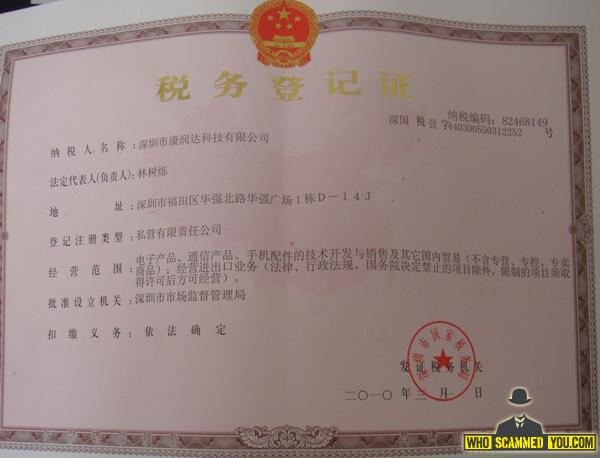 税务登记证
纳税编码：82468149
深国 税 登 字440300550312252 号
纳税人名称：深圳市康润达科技有限公司
法定代表人(负责人)：林树烁
地 址：深圳市福田区华强北路华强广场1栋D－14J
登记注册类型：私营有限责任公司
经营范围：电子产品、通信产品、手机配件的技术开发与销售及其它国内贸易（不含专营、专控、专卖
商品）；经营进出口业务（法律、行政法规、国务院决定禁止的项目除外，限制的项目须取
得许可后方可经营）。
批准设立机关：深圳市市场监督管理局
扣缴义务：依法确定
深圳市国家税务局
发证税务机关
二〇一〇 年 三 月 日
WHO SCAMMED YOU.COM